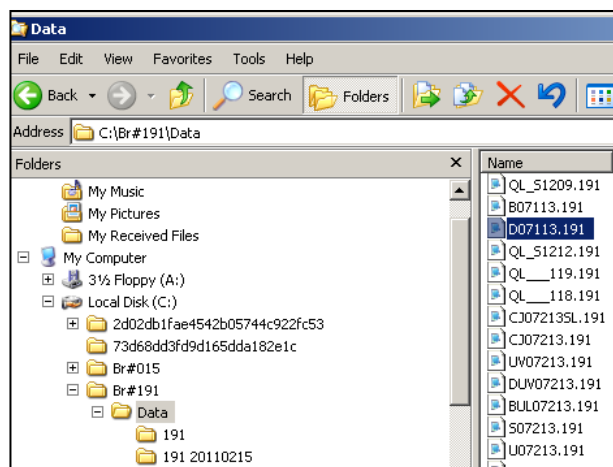 Data
File Edit View Favorites Tools Help
Back Search Folders
Address C:\Br#191\Data
Folders x
My Music
My Pictures
My Received Files
My Computer
3½ Floppy (A:)
Local Disk (C:)
2d02db1fae4542b05744c922fc53
73d68dd3fd9d165dda182e1c
Br#015
Br#191
Data
191
191 20110215
Name
QL_S1209.191
B07113.191
D07113.191
QL_S1212.191
QL___119.191
QL___118.191
CJ07213SL.191
CJ07213.191
UV07213.191
DUV07213.191
BUL07213.191
S07213.191
U07213.191